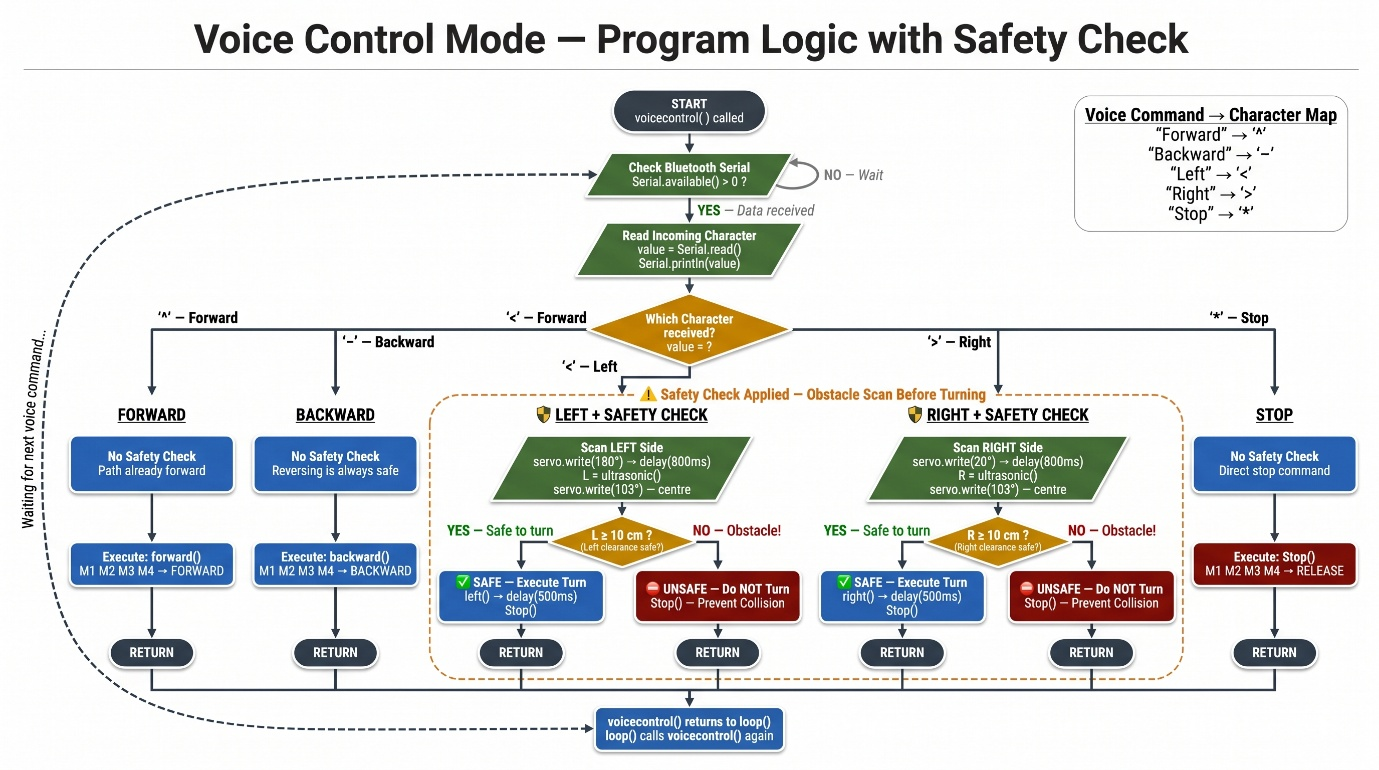 Voice Control Mode — Program Logic with Safety Check
START
voicecontrol( ) called
Voice Command → Character Map
“Forward” → ‘^’
“Backward” → ‘−’
“Left” → ‘<’
“Right” → ‘>’
“Stop” → ‘*’
Check Bluetooth Serial
Serial.available() > 0 ?
NO — Wait
YES — Data received
Read Incoming Character
value = Serial.read()
Serial.println(value)
Which Character
received?
value = ?
‘^’ — Forward
‘−’ — Backward
‘<’ — Forward
‘<’ — Left
‘>’ — Right
‘*’ — Stop
Waiting for next voice command...
⚠️ Safety Check Applied — Obstacle Scan Before Turning
FORWARD
No Safety Check
Path already forward
Execute: forward()
M1 M2 M3 M4 → FORWARD
RETURN
BACKWARD
No Safety Check
Reversing is always safe
Execute: backward()
M1 M2 M3 M4 → BACKWARD
RETURN
LEFT + SAFETY CHECK
Scan LEFT Side
servo.write(180°) → delay(800ms)
L = ultrasonic()
servo.write(103°) — centre
L ≥ 10 cm ?
(Left clearance safe?)
YES — Safe to turn
NO — Obstacle!
✅ SAFE — Execute Turn
left() → delay(500ms)
Stop()
RETURN
⛔ UNSAFE — Do NOT Turn
Stop() — Prevent Collision
RETURN
RIGHT + SAFETY CHECK
Scan RIGHT Side
servo.write(20°) → delay(800ms)
R = ultrasonic()
servo.write(103°) — centre
R ≥ 10 cm ?
(Right clearance safe?)
YES — Safe to turn
NO — Obstacle!
✅ SAFE — Execute Turn
right() → delay(500ms)
Stop()
RETURN
⛔ UNSAFE — Do NOT Turn
Stop() — Prevent Collision
RETURN
STOP
No Safety Check
Direct stop command
Execute: Stop()
M1 M2 M3 M4 → RELEASE
RETURN
voicecontrol() returns to loop()
loop() calls voicecontrol() again